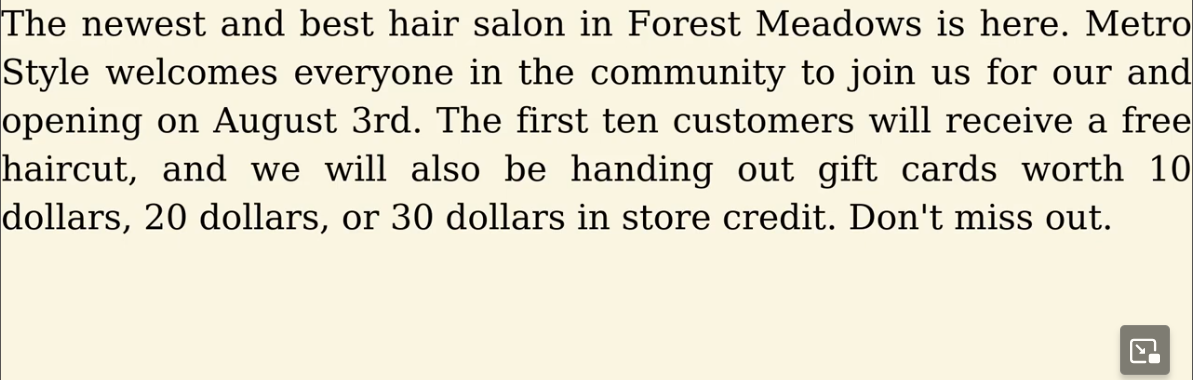 The newest and best hair salon in Forest Meadows is here. Metro
Style welcomes everyone in the community to join us for our and
opening on August 3rd. The first ten customers will receive a free
haircut, and we will also be handing out gift cards worth 10
dollars, 20 dollars, or 30 dollars in store credit. Don't miss out.